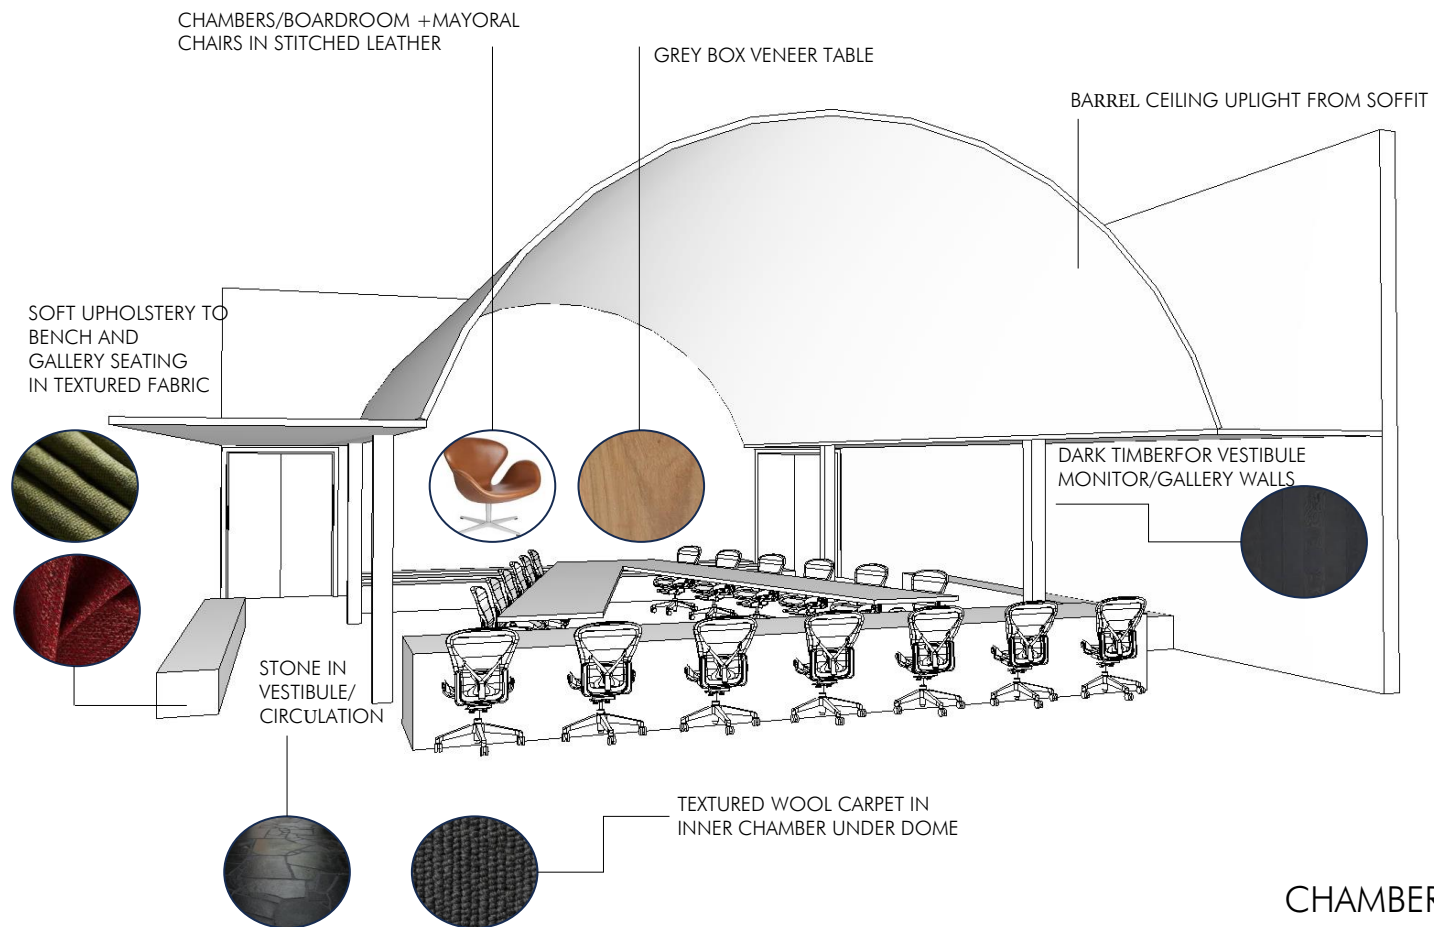 CHAMBERS/BOARDROOM +MAYORAL
CHAIRS IN STITCHED LEATHER
GREY BOX VENEER TABLE
BARREL CEILING UPLIGHT FROM SOFFIT
SOFT UPHOLSTERY TO
BENCH AND
GALLERY SEATING
IN TEXTURED FABRIC
DARK TIMBERFOR VESTIBULE
MONITOR/GALLERY WALLS
STONE IN
VESTIBULE/
CIRCULATION
TEXTURED WOOL CARPET IN
INNER CHAMBER UNDER DOME
CHAMBER